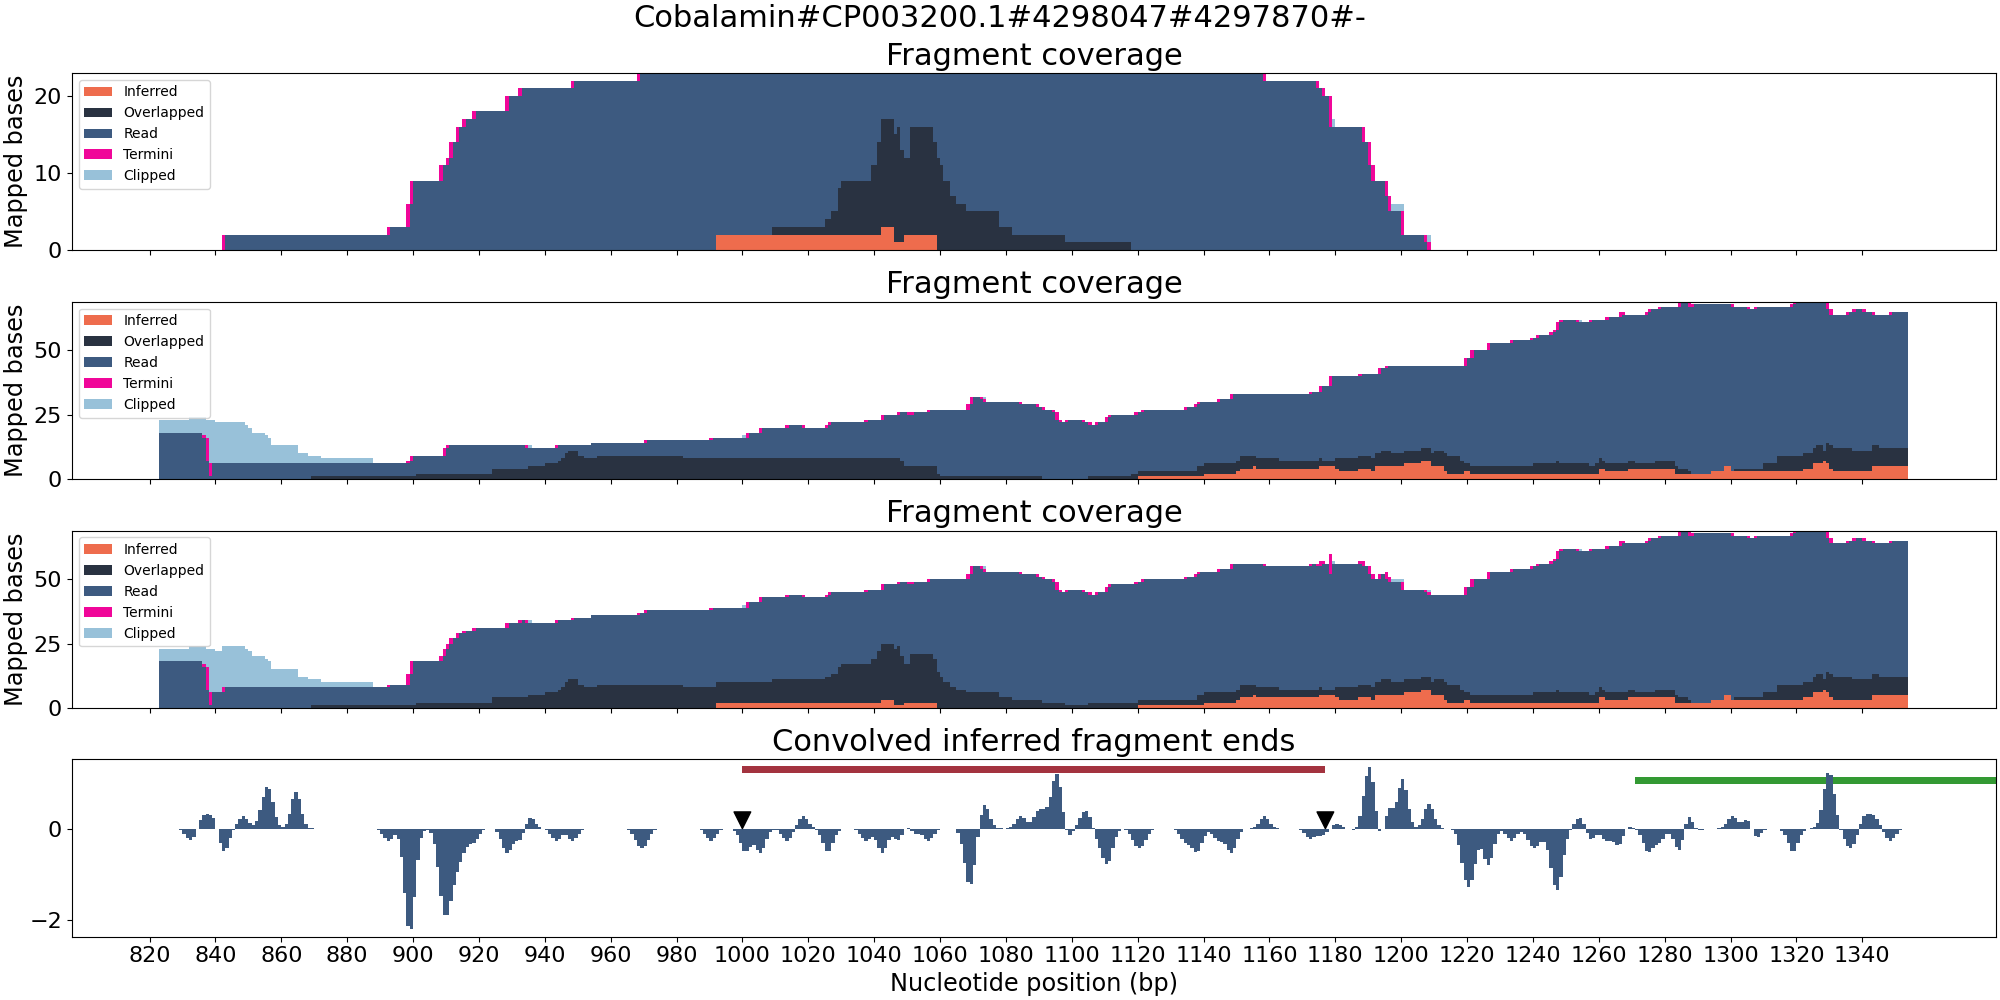 Cobalamin#CP003200.1#4298047#4297870#-
Fragment coverage
Mapped bases
20
10
0
Inferred
Overlapped
Read
Termini
Clipped
Fragment coverage
Mapped bases
50
25
0
Inferred
Overlapped
Read
Termini
Clipped
Fragment coverage
Mapped bases
50
25
0
Inferred
Overlapped
Read
Termini
Clipped
Convolved inferred fragment ends
0
−2
820 840 860 880 900 920 940 960 980 1000 1020 1040 1060 1080 1100 1120 1140 1160 1180 1200 1220 1240 1260 1280 1300 1320 1340
Nucleotide position (bp)